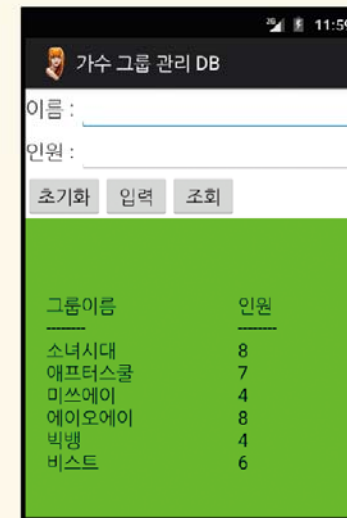 3G 11:59
가수 그룹 관리 DB
이름 :
인원 :
초기화 입력 조회
그룹이름 인원
-------- --------
소녀시대 8
애프터스쿨 7
미쓰에이 4
에이오에이 8
빅뱅 4
비스트 6